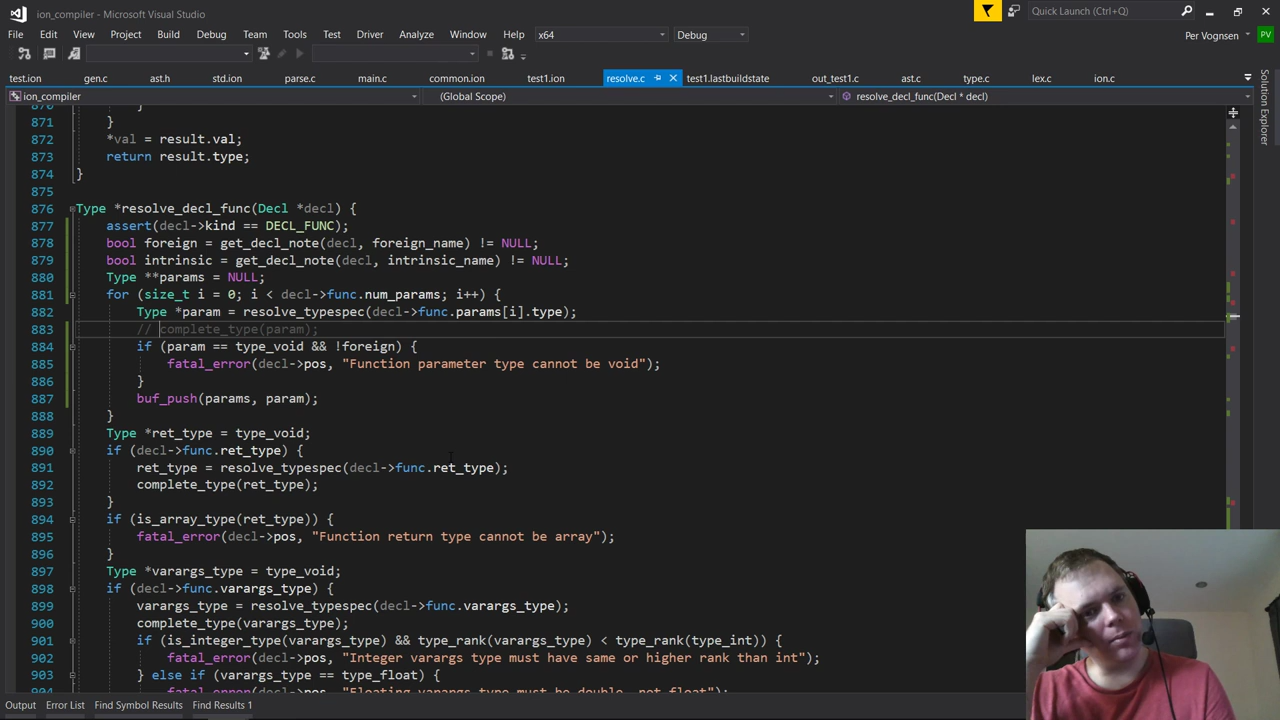 ion_compiler - Microsoft Visual Studio
Quick Launch (Ctrl+Q)
File Edit View Project Build Debug Team Tools Test Driver Analyze Window Help x64 Debug
Per Vognsen PV
test.ion gen.c ast.h std.ion parse.c main.c common.ion test1.ion resolve.c test1.lastbuildstate out_test1.c ast.c type.c lex.c ion.c
ion_compiler (Global Scope) resolve_decl_func(Decl * decl)
Solution Explorer
870 }
871 }
872 *val = result.val;
873 return result.type;
874 }
875
876 Type *resolve_decl_func(Decl *decl) {
877 assert(decl->kind == DECL_FUNC);
878 bool foreign = get_decl_note(decl, foreign_name) != NULL;
879 bool intrinsic = get_decl_note(decl, intrinsic_name) != NULL;
880 Type **params = NULL;
881 for (size_t i = 0; i < decl->func.num_params; i++) {
882 Type *param = resolve_typespec(decl->func.params[i].type);
883 // complete_type(param);
884 if (param == type_void && !foreign) {
885 fatal_error(decl->pos, "Function parameter type cannot be void");
886 }
887 buf_push(params, param);
888 }
889 Type *ret_type = type_void;
890 if (decl->func.ret_type) {
891 ret_type = resolve_typespec(decl->func.ret_type);
892 complete_type(ret_type);
893 }
894 if (is_array_type(ret_type)) {
895 fatal_error(decl->pos, "Function return type cannot be array");
896 }
897 Type *varargs_type = type_void;
898 if (decl->func.varargs_type) {
899 varargs_type = resolve_typespec(decl->func.varargs_type);
900 complete_type(varargs_type);
901 if (is_integer_type(varargs_type) && type_rank(varargs_type) < type_rank(type_int)) {
902 fatal_error(decl->pos, "Integer varargs type must have same or higher rank than int");
903 } else if (varargs_type == type_float) {
904 fatal_error(decl->pos, "Floating varargs type must be double, not float");
Output Error List Find Symbol Results Find Results 1